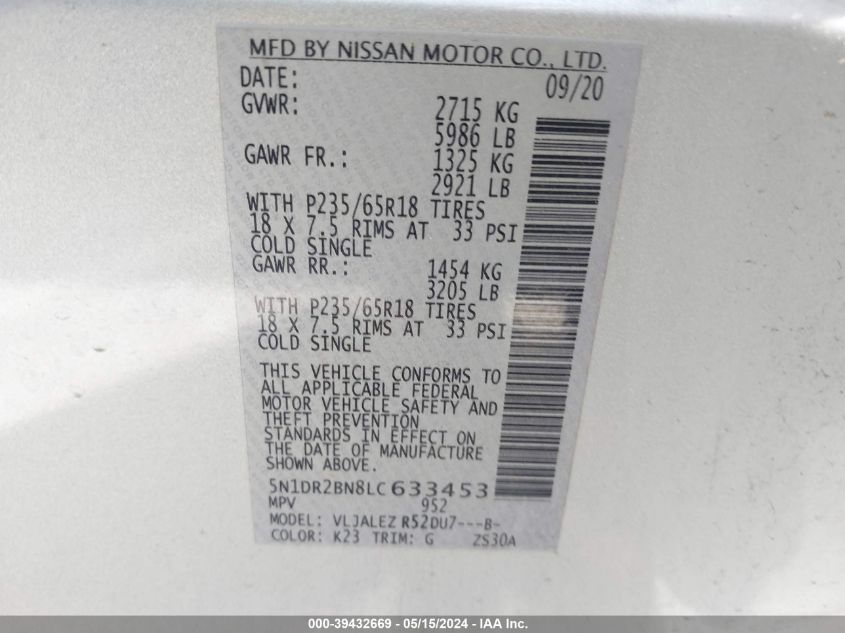 MFD BY NISSAN MOTOR CO., LTD.
DATE: 09/20
GVWR: 2715 KG
5986 LB
GAWR FR.: 1325 KG
2921 LB
WITH P235/65R18 TIRES
18 X 7.5 RIMS AT 33 PSI
COLD SINGLE
GAWR RR.: 1454 KG
3205 LB
WITH P235/65R18 TIRES
18 X 7.5 RIMS AT 33 PSI
COLD SINGLE
THIS VEHICLE CONFORMS TO
ALL APPLICABLE FEDERAL
MOTOR VEHICLE SAFETY AND
THEFT PREVENTION
STANDARDS IN EFFECT ON
THE DATE OF MANUFACTURE
SHOWN ABOVE.
5N1DR2BN8LC633453
MPV 952
MODEL: VLJALEZ R52DU7---B-
COLOR: K23 TRIM: G ZS30A
000-39432669 - 05/15/2024 - IAA Inc.